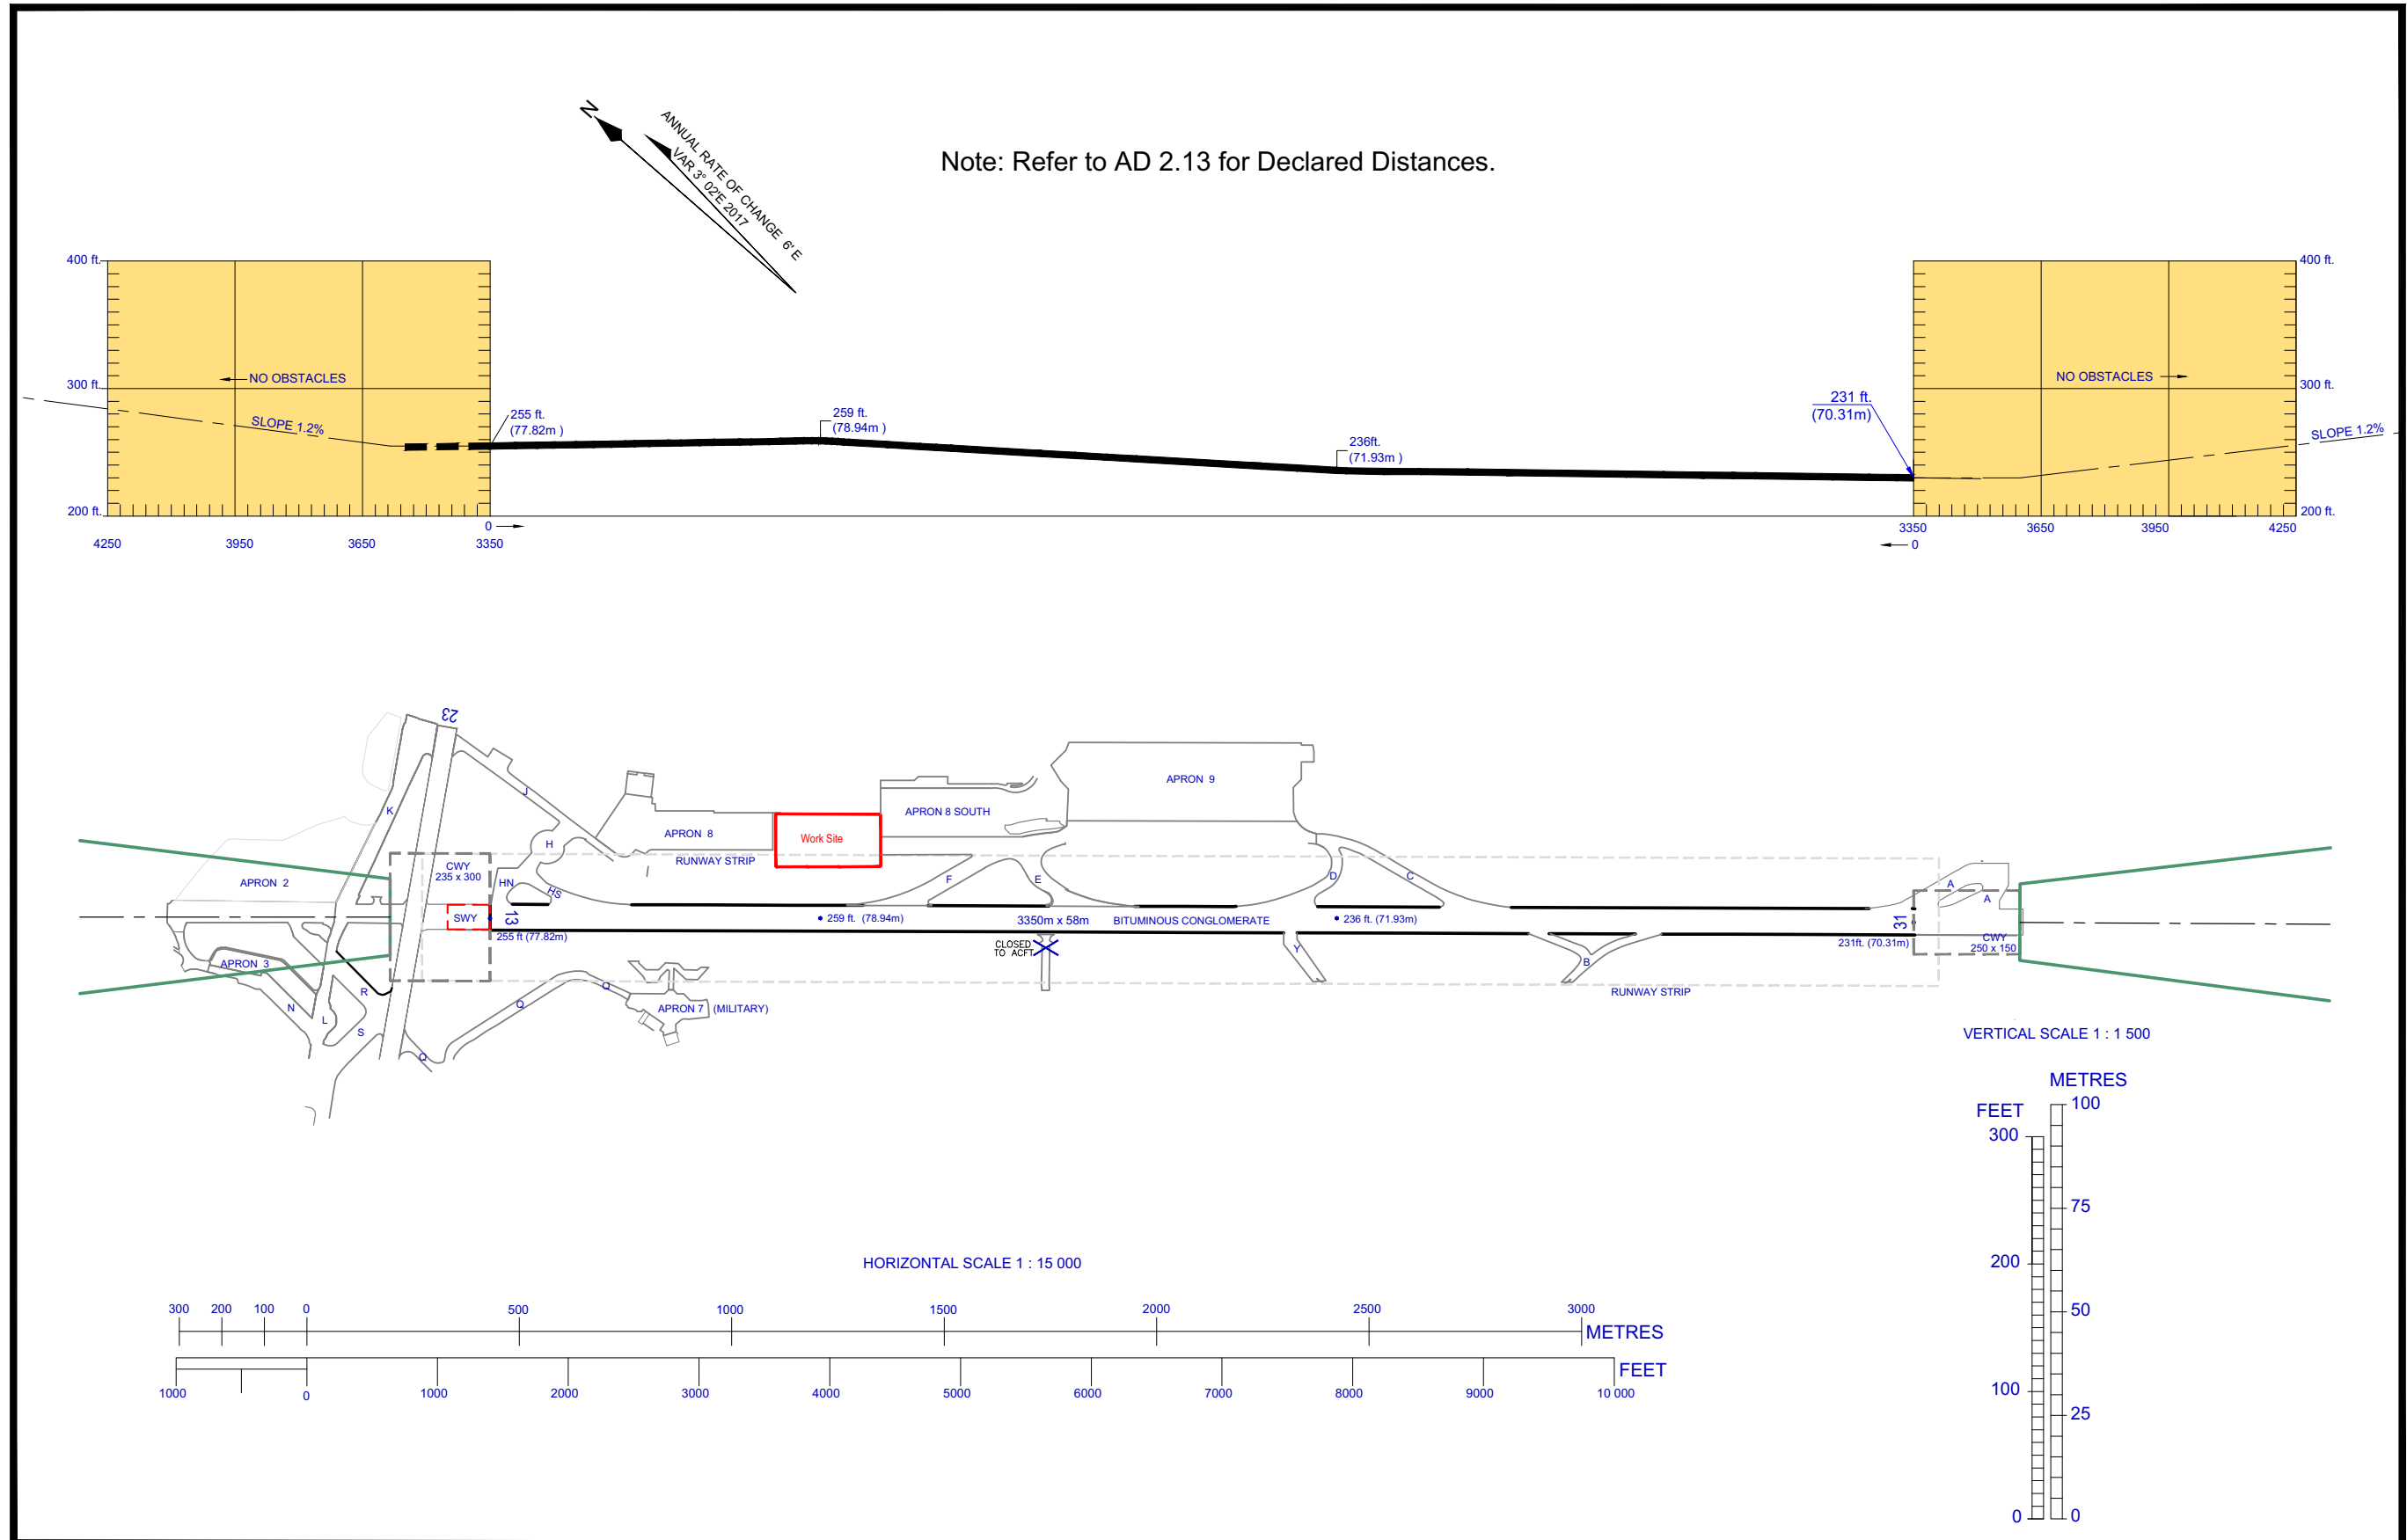 N
ANNUAL RATE OF CHANGE 6' E
VAR 3° 02'E 2017
Note: Refer to AD 2.13 for Declared Distances.
400 ft.
300 ft.
200 ft.
NO OBSTACLES
SLOPE 1.2%
255 ft.
(77.82m )
259 ft.
(78.94m )
236ft.
(71.93m )
231 ft.
(70.31m)
400 ft.
300 ft.
200 ft.
NO OBSTACLES
SLOPE 1.2%
0
4250 3950 3650 3350
3350 3650 3950 4250
0
23
K
J
H
APRON 8
Work Site
APRON 8 SOUTH
APRON 9
RUNWAY STRIP
CWY
235 x 300
APRON 2
HN
HS
F
E
D
C
A
A
SWY
13
259 ft. (78.94m)
3350m x 58m
BITUMINOUS CONGLOMERATE
236 ft. (71.93m)
31
255 ft (77.82m)
CLOSED
TO ACFT
Y
B
231ft. (70.31m)
CWY
250 x 150
APRON 3
R
N
L
S
Q
Q
Q
APRON 7 (MILITARY)
RUNWAY STRIP
VERTICAL SCALE 1 : 1 500
METRES
FEET
100
75
50
25
0
300
200
100
0
HORIZONTAL SCALE 1 : 15 000
300 200 100 0 500 1000 1500 2000 2500 3000
METRES
FEET
1000 0 1000 2000 3000 4000 5000 6000 7000 8000 9000 10 000